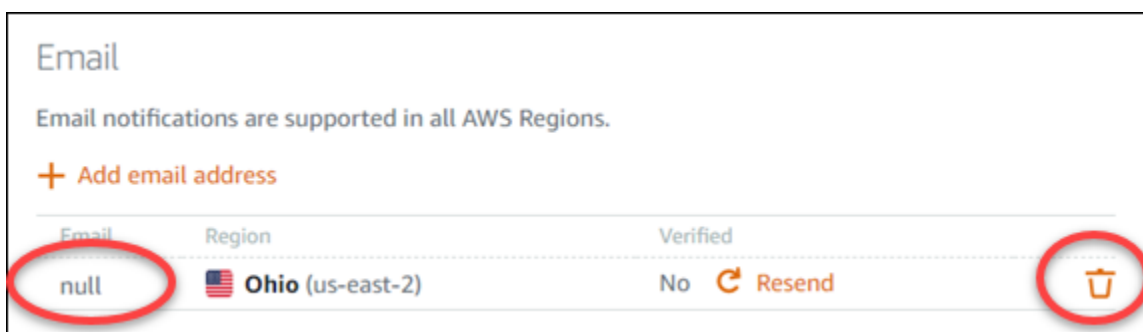 Email
Email notifications are supported in all AWS Regions.
+ Add email address
Email Region Verified
null Ohio (us-east-2) No Resend